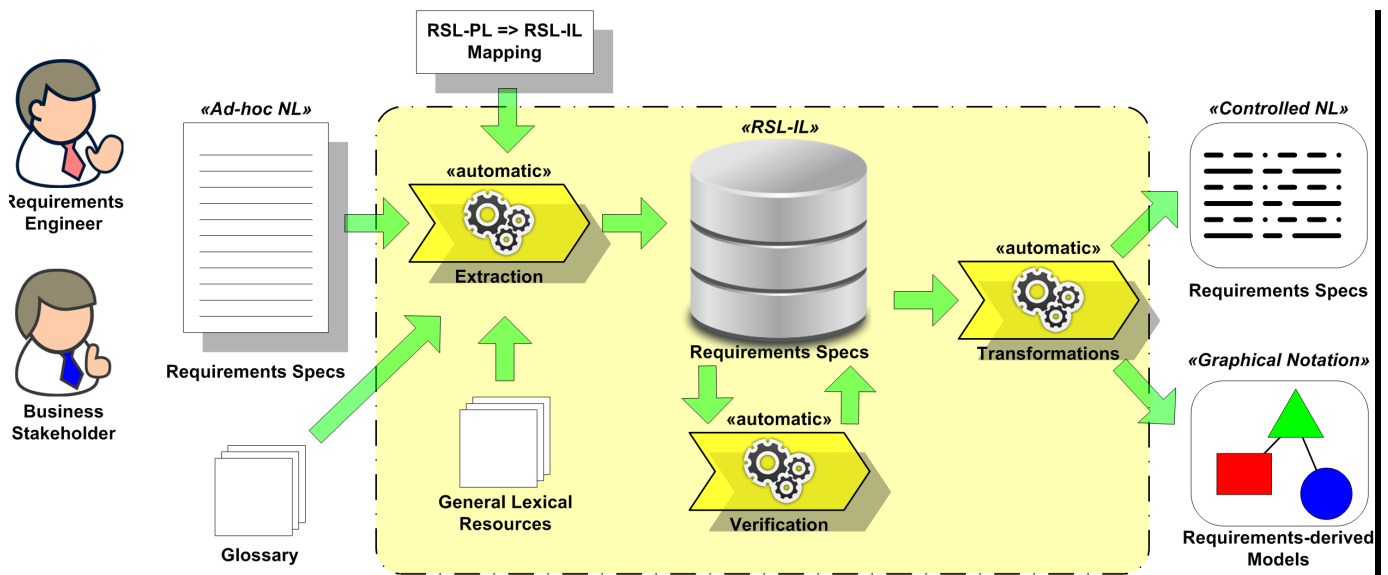 RSL-PL => RSL-IL
Mapping
«Ad-hoc NL»
«RSL-IL»
«Controlled NL»
«automatic»
Requirements
Engineer
Extraction
«automatic»
Requirements Specs
Requirements Specs
Transformations
Requirements Specs
«Graphical Notation»
Business
Stakeholder
«automatic»
General Lexical
Resources
Verification
Glossary
Requirements-derived
Models